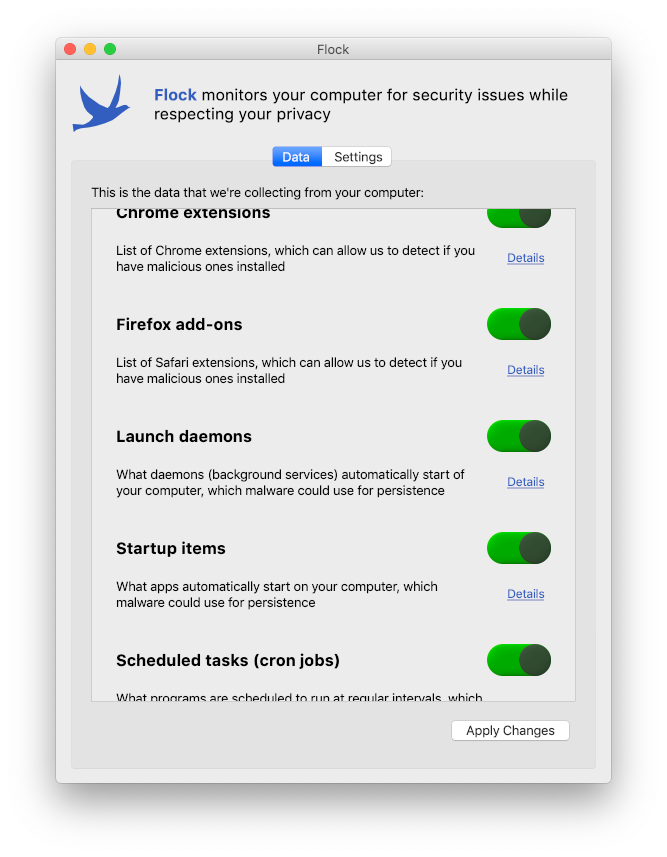 Flock
Flock monitors your computer for security issues while
respecting your privacy
Data Settings
This is the data that we're collecting from your computer:
Chrome extensions
List of Chrome extensions, which can allow us to detect if you
have malicious ones installed
Details
Firefox add-ons
List of Safari extensions, which can allow us to detect if you
have malicious ones installed
Details
Launch daemons
What daemons (background services) automatically start of
your computer, which malware could use for persistence
Details
Startup items
What apps automatically start on your computer, which
malware could use for persistence
Details
Scheduled tasks (cron jobs)
What programs are scheduled to run at regular intervals, which
Apply Changes